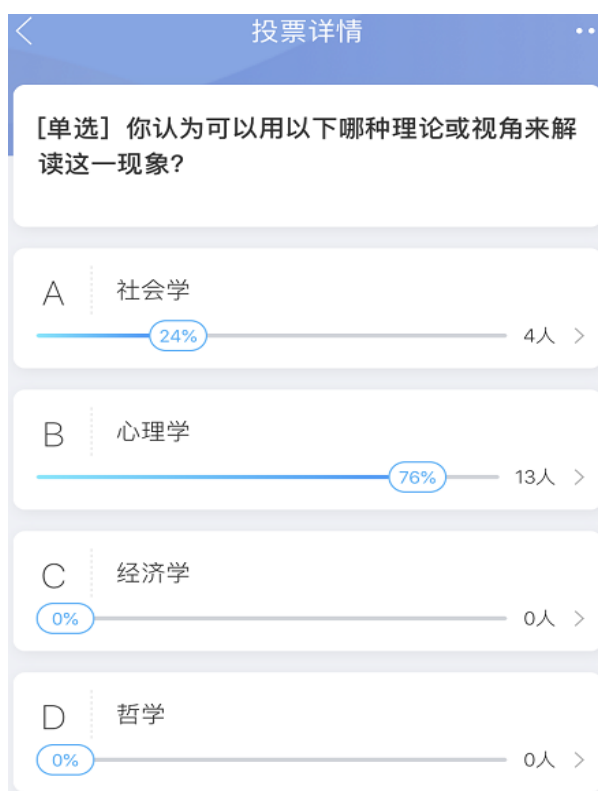 投票详情
[单选] 你认为可以用以下哪种理论或视角来解
读这一现象?
A 社会学
24% 4人
B 心理学
76% 13人
C 经济学
0% 0人
D 哲学
0% 0人